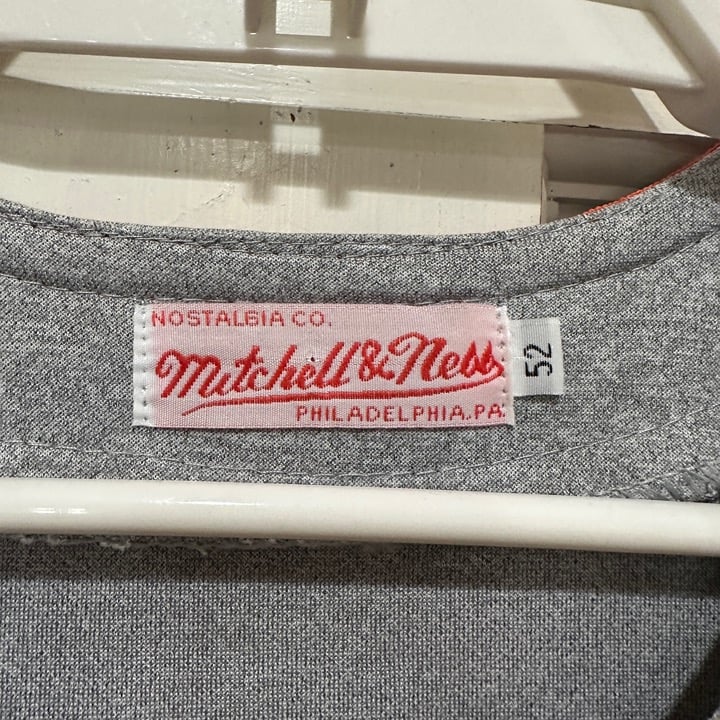 NOSTALGIA CO.
Mitchell & Ness
PHILADELPHIA, PA.
52